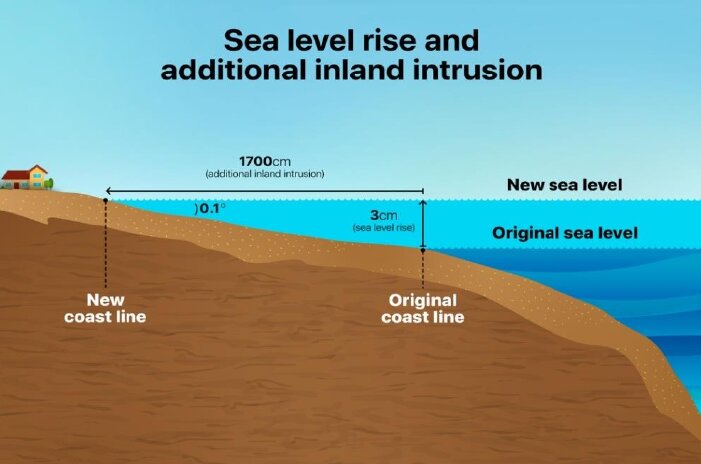 Sea level rise and
additional inland intrusion
1700cm
(additional inland intrusion)
New sea level
)0.1°
3cm
(sea level rise)
Original sea level
New
coast line
Original
coast line